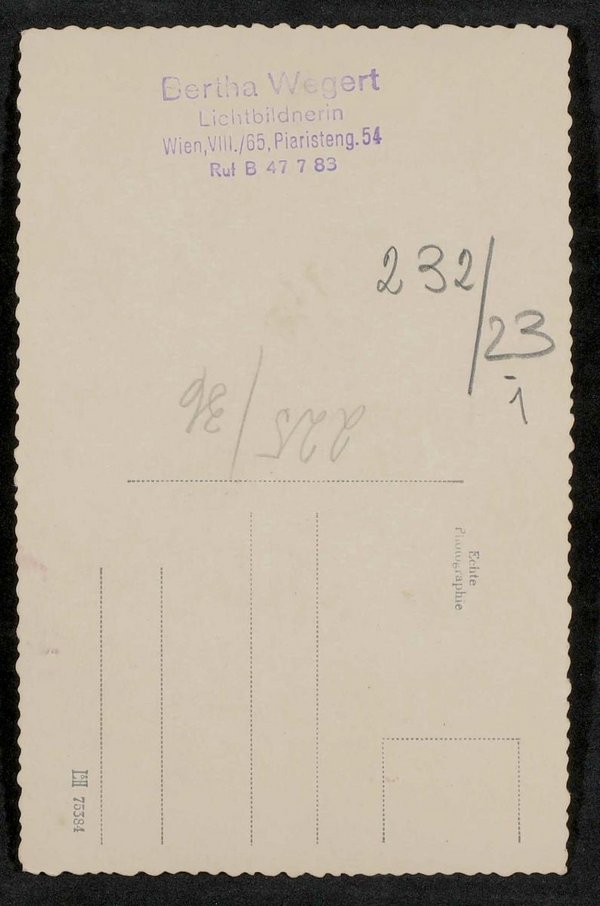 Bertha Wegert
Lichtbildnerin
Wien, VIII./65, Piaristeng. 54
Ruf B 47 7 83
232/23-1
225/36
Echte
Photographie
75384